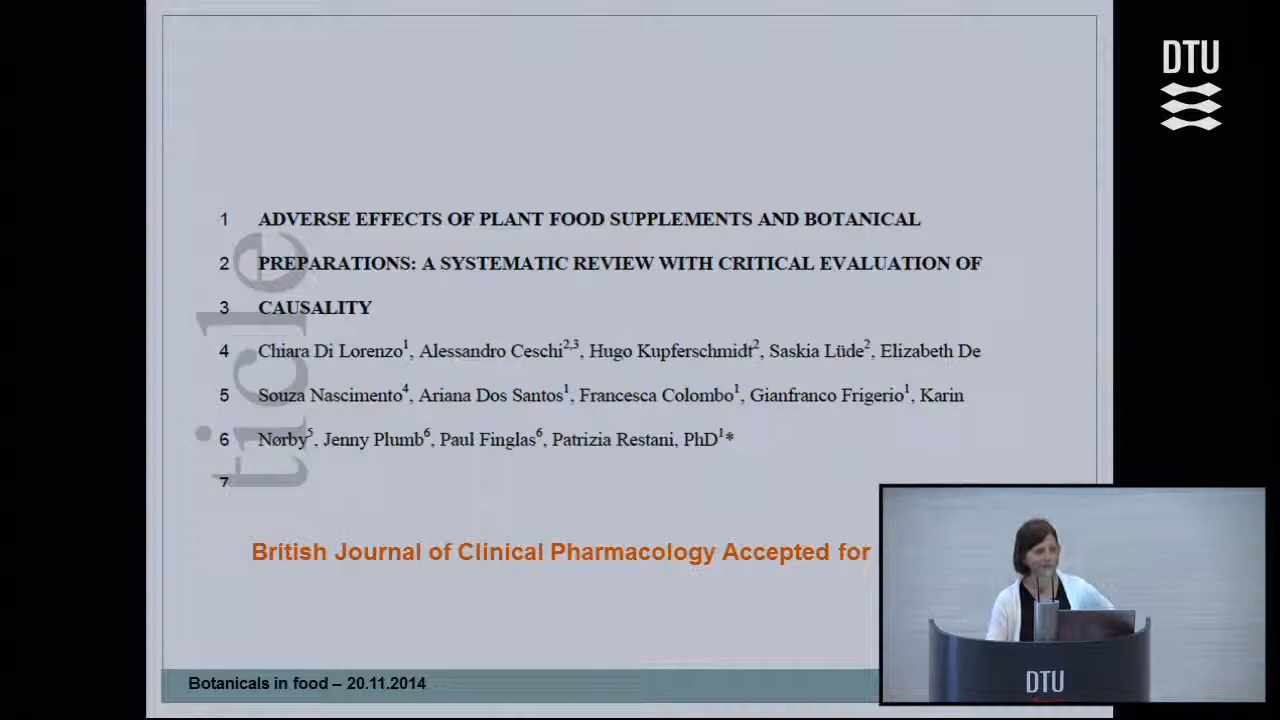 DTU
1 ADVERSE EFFECTS OF PLANT FOOD SUPPLEMENTS AND BOTANICAL
2 PREPARATIONS: A SYSTEMATIC REVIEW WITH CRITICAL EVALUATION OF
3 CAUSALITY
4 Chiara Di Lorenzo¹, Alessandro Ceschi²,³, Hugo Kupferschmidt², Saskia Lüde², Elizabeth De
5 Souza Nascimento⁴, Ariana Dos Santos¹, Francesca Colombo¹, Gianfranco Frigerio¹, Karin
6 Nørby⁵, Jenny Plumb⁶, Paul Finglas⁶, Patrizia Restani, PhD¹*
7
ticle
British Journal of Clinical Pharmacology Accepted for
Botanicals in food – 20.11.2014
DTU